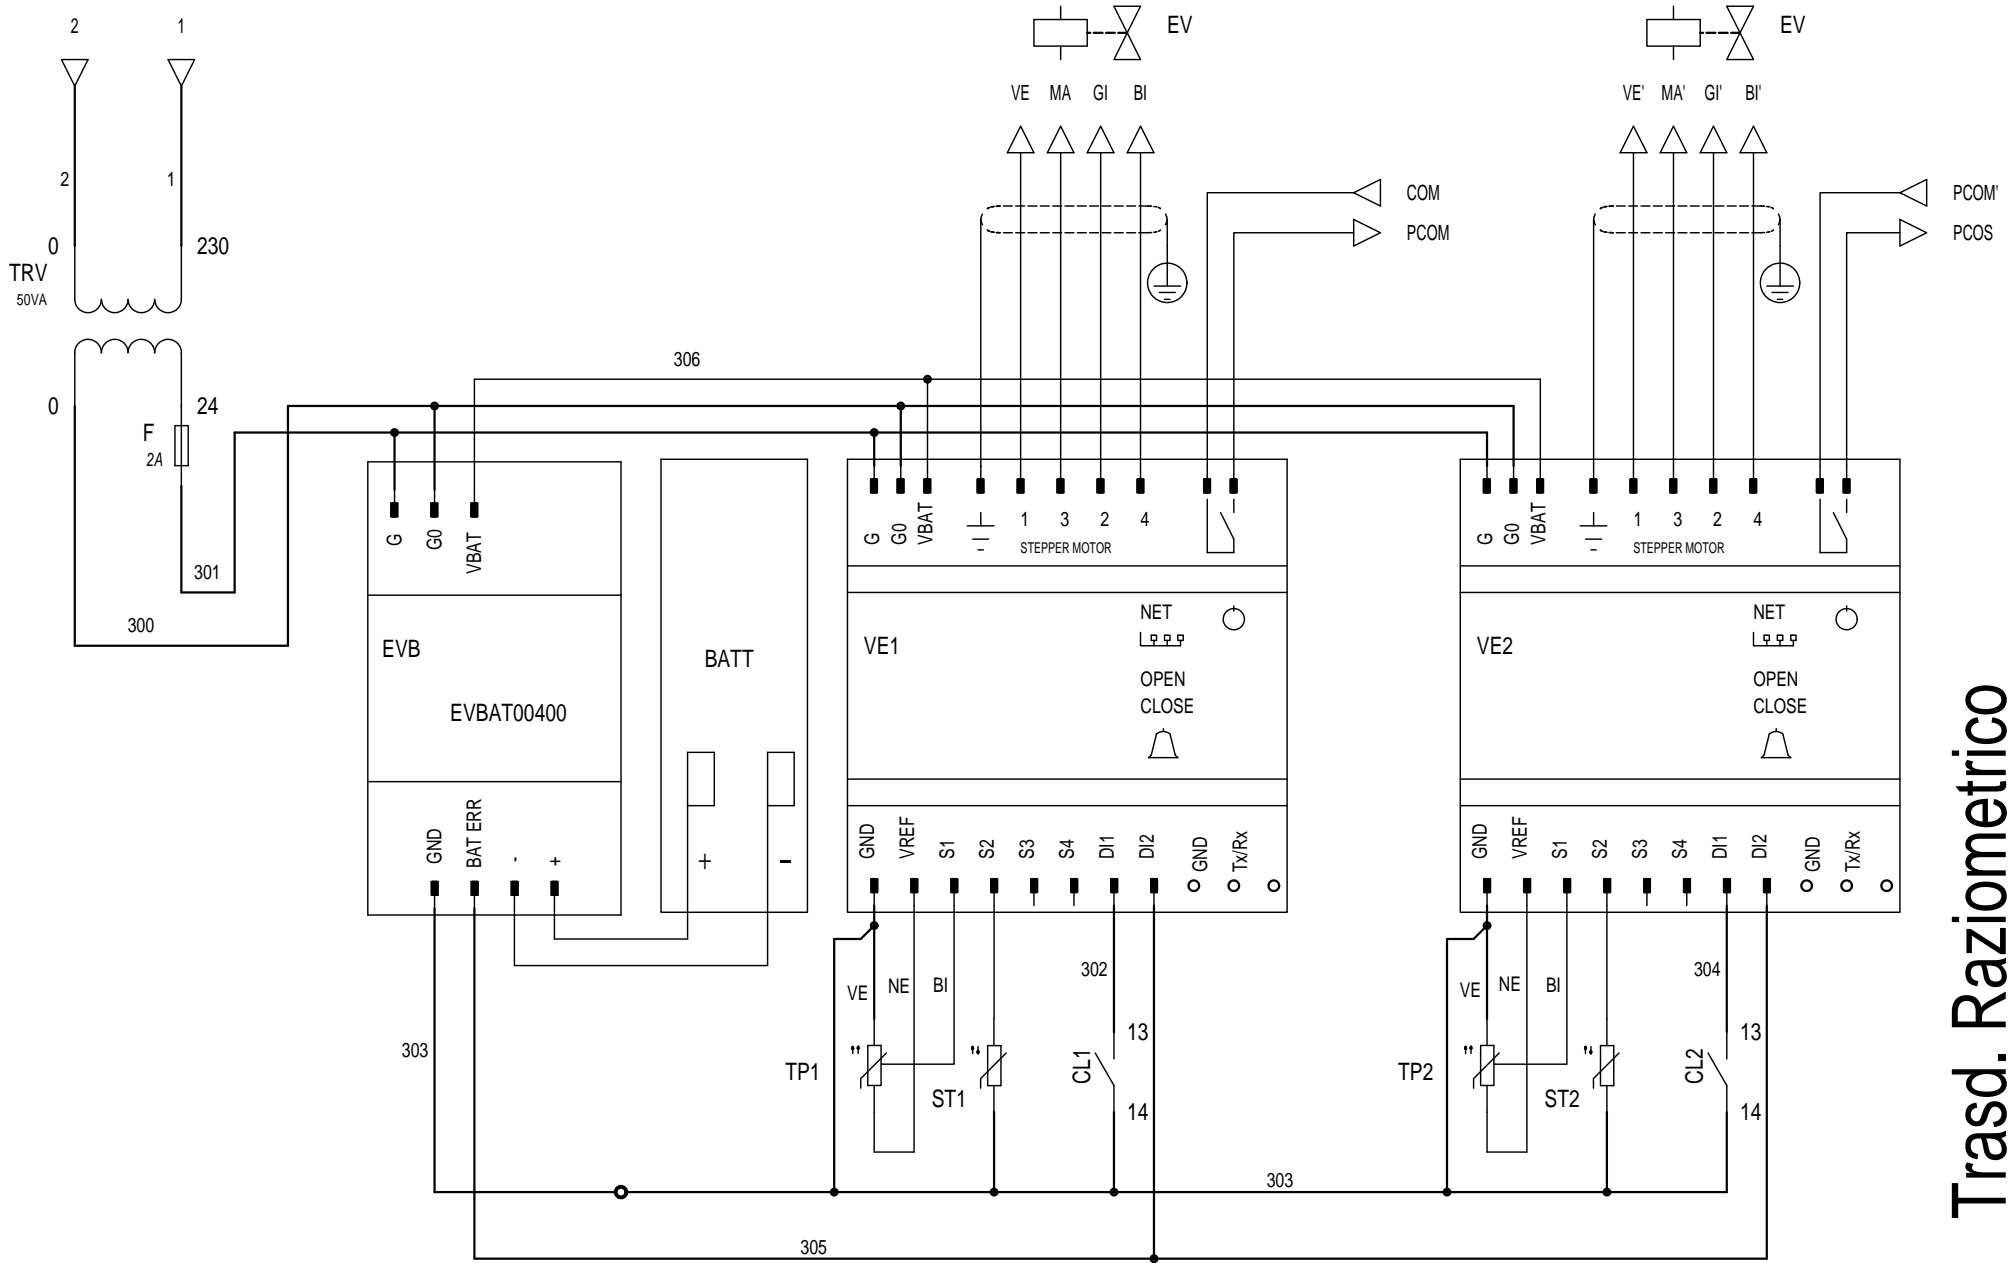 2 1 EV EV
VE MA GI BI VE' MA' GI' BI'
2 1 COM PCOM'
PCOM PCOS
0 230
TRV
50VA
306
0 24
F
2A
G G0 VBAT G G0 VBAT 1 3 2 4 G G0 VBAT 1 3 2 4
STEPPER MOTOR STEPPER MOTOR
301
300
EVB BATT VE1 NET VE2 NET
EVBAT00400 OPEN OPEN
CLOSE CLOSE
GND BAT ERR - + + - GND VREF S1 S2 S3 S4 DI1 DI2 GND Tx/Rx GND VREF S1 S2 S3 S4 DI1 DI2 GND Tx/Rx
302 304
VE NE BI VE NE BI
303 13 13
TP1 ST1 CL1 TP2 ST2 CL2
14 14
303
305
Trasd. Raziometrico